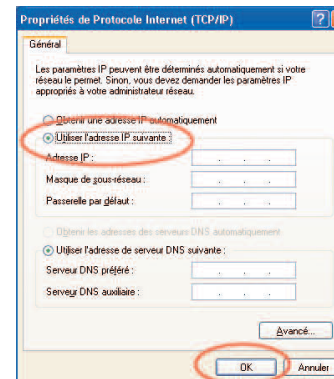 Propriétés de Protocole Internet (TCP/IP)
Général
Les paramètres IP peuvent être déterminés automatiquement si votre
réseau le permet. Sinon, vous devez demander les paramètres IP
appropriés à votre administrateur réseau.
Obtenir une adresse IP automatiquement
Utiliser l'adresse IP suivante :
Adresse IP :
Masque de sous-réseau :
Passerelle par défaut :
Obtenir les adresses des serveurs DNS automatiquement
Utiliser l'adresse de serveur DNS suivante :
Serveur DNS préféré :
Serveur DNS auxiliaire :
Avancé...
OK
Annuler